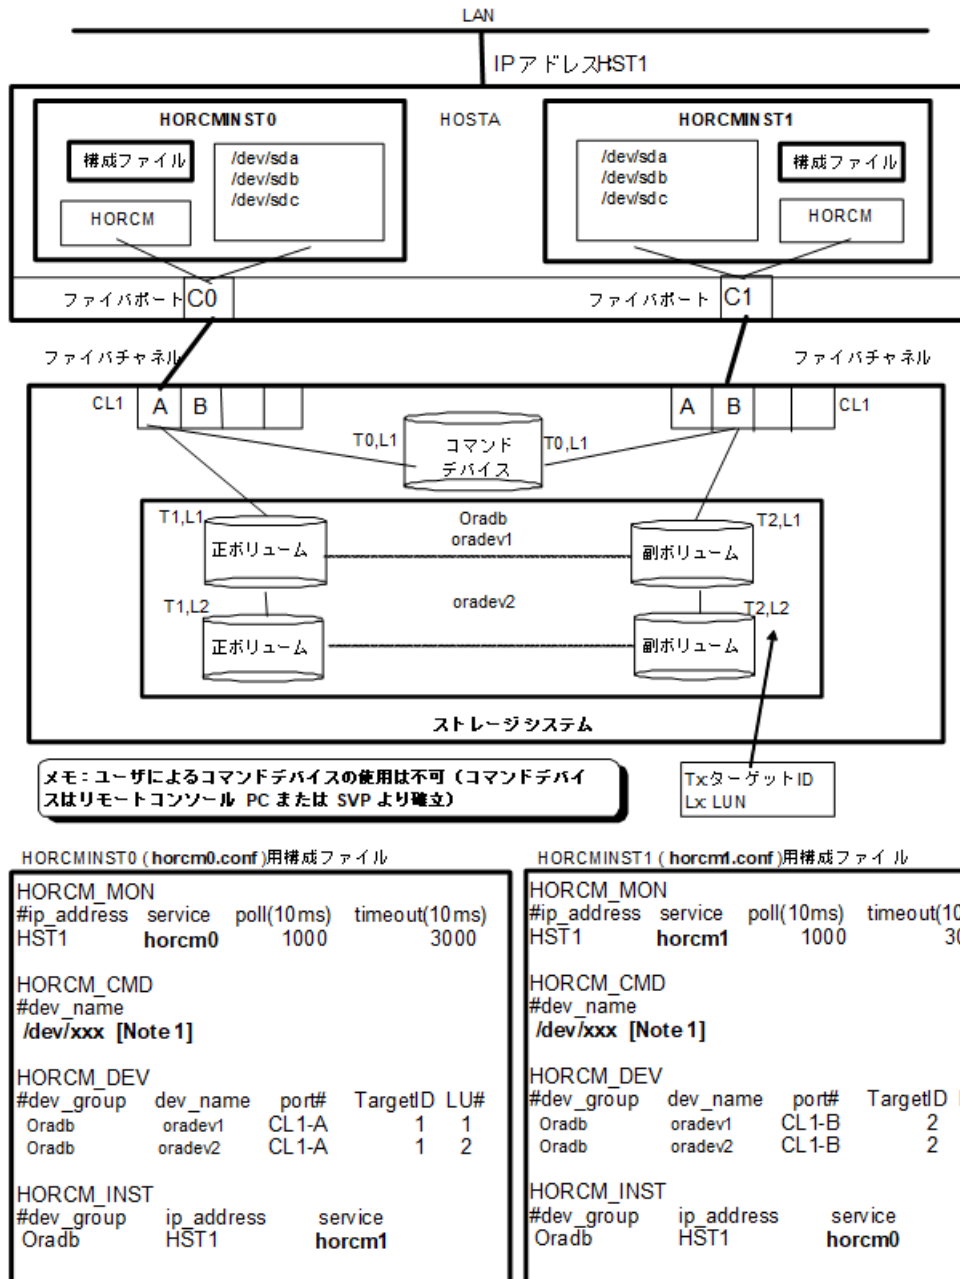 LAN
IPアドレスHST1
HORCMINST0
HOSTA
HORCMINST1
構成ファイル
/dev/sda
/dev/sdb
/dev/sdc
HORCM
/dev/sda
/dev/sdb
/dev/sdc
構成ファイル
HORCM
ファイバポート C0
ファイバポート C1
ファイバチャネル
ファイバチャネル
CL1 A B
A B CL1
T0,L1
コマンド
デバイス
T0,L1
T1,L1
正ボリューム
Oradb
oradev1
T2,L1
副ボリューム
T1,L2
正ボリューム
oradev2
T2,L2
副ボリューム
ストレージシステム
メモ：ユーザによるコマンドデバイスの使用は不可（コマンドデバイ
スはリモートコンソール PC または SVP より確立）
Tx:ターゲットID
Lx: LUN
HORCMINST0 (horcm0.conf)用構成ファイル
HORCM_MON
#ip_address service poll(10ms) timeout(10ms)
HST1 horcm0 1000 3000
HORCM_CMD
#dev_name
/dev/xxx [Note 1]
HORCM_DEV
#dev_group dev_name port# TargetID LU#
Oradb oradev1 CL1-A 1 1
Oradb oradev2 CL1-A 1 2
HORCM_INST
#dev_group ip_address service
Oradb HST1 horcm1
HORCMINST1 (horcm1.conf)用構成ファイル
HORCM_MON
#ip_address service poll(10ms) timeout(10
HST1 horcm1 1000 30
HORCM_CMD
#dev_name
/dev/xxx [Note 1]
HORCM_DEV
#dev_group dev_name port# TargetID
Oradb oradev1 CL1-B 2
Oradb oradev2 CL1-B 2
HORCM_INST
#dev_group ip_address service
Oradb HST1 horcm0